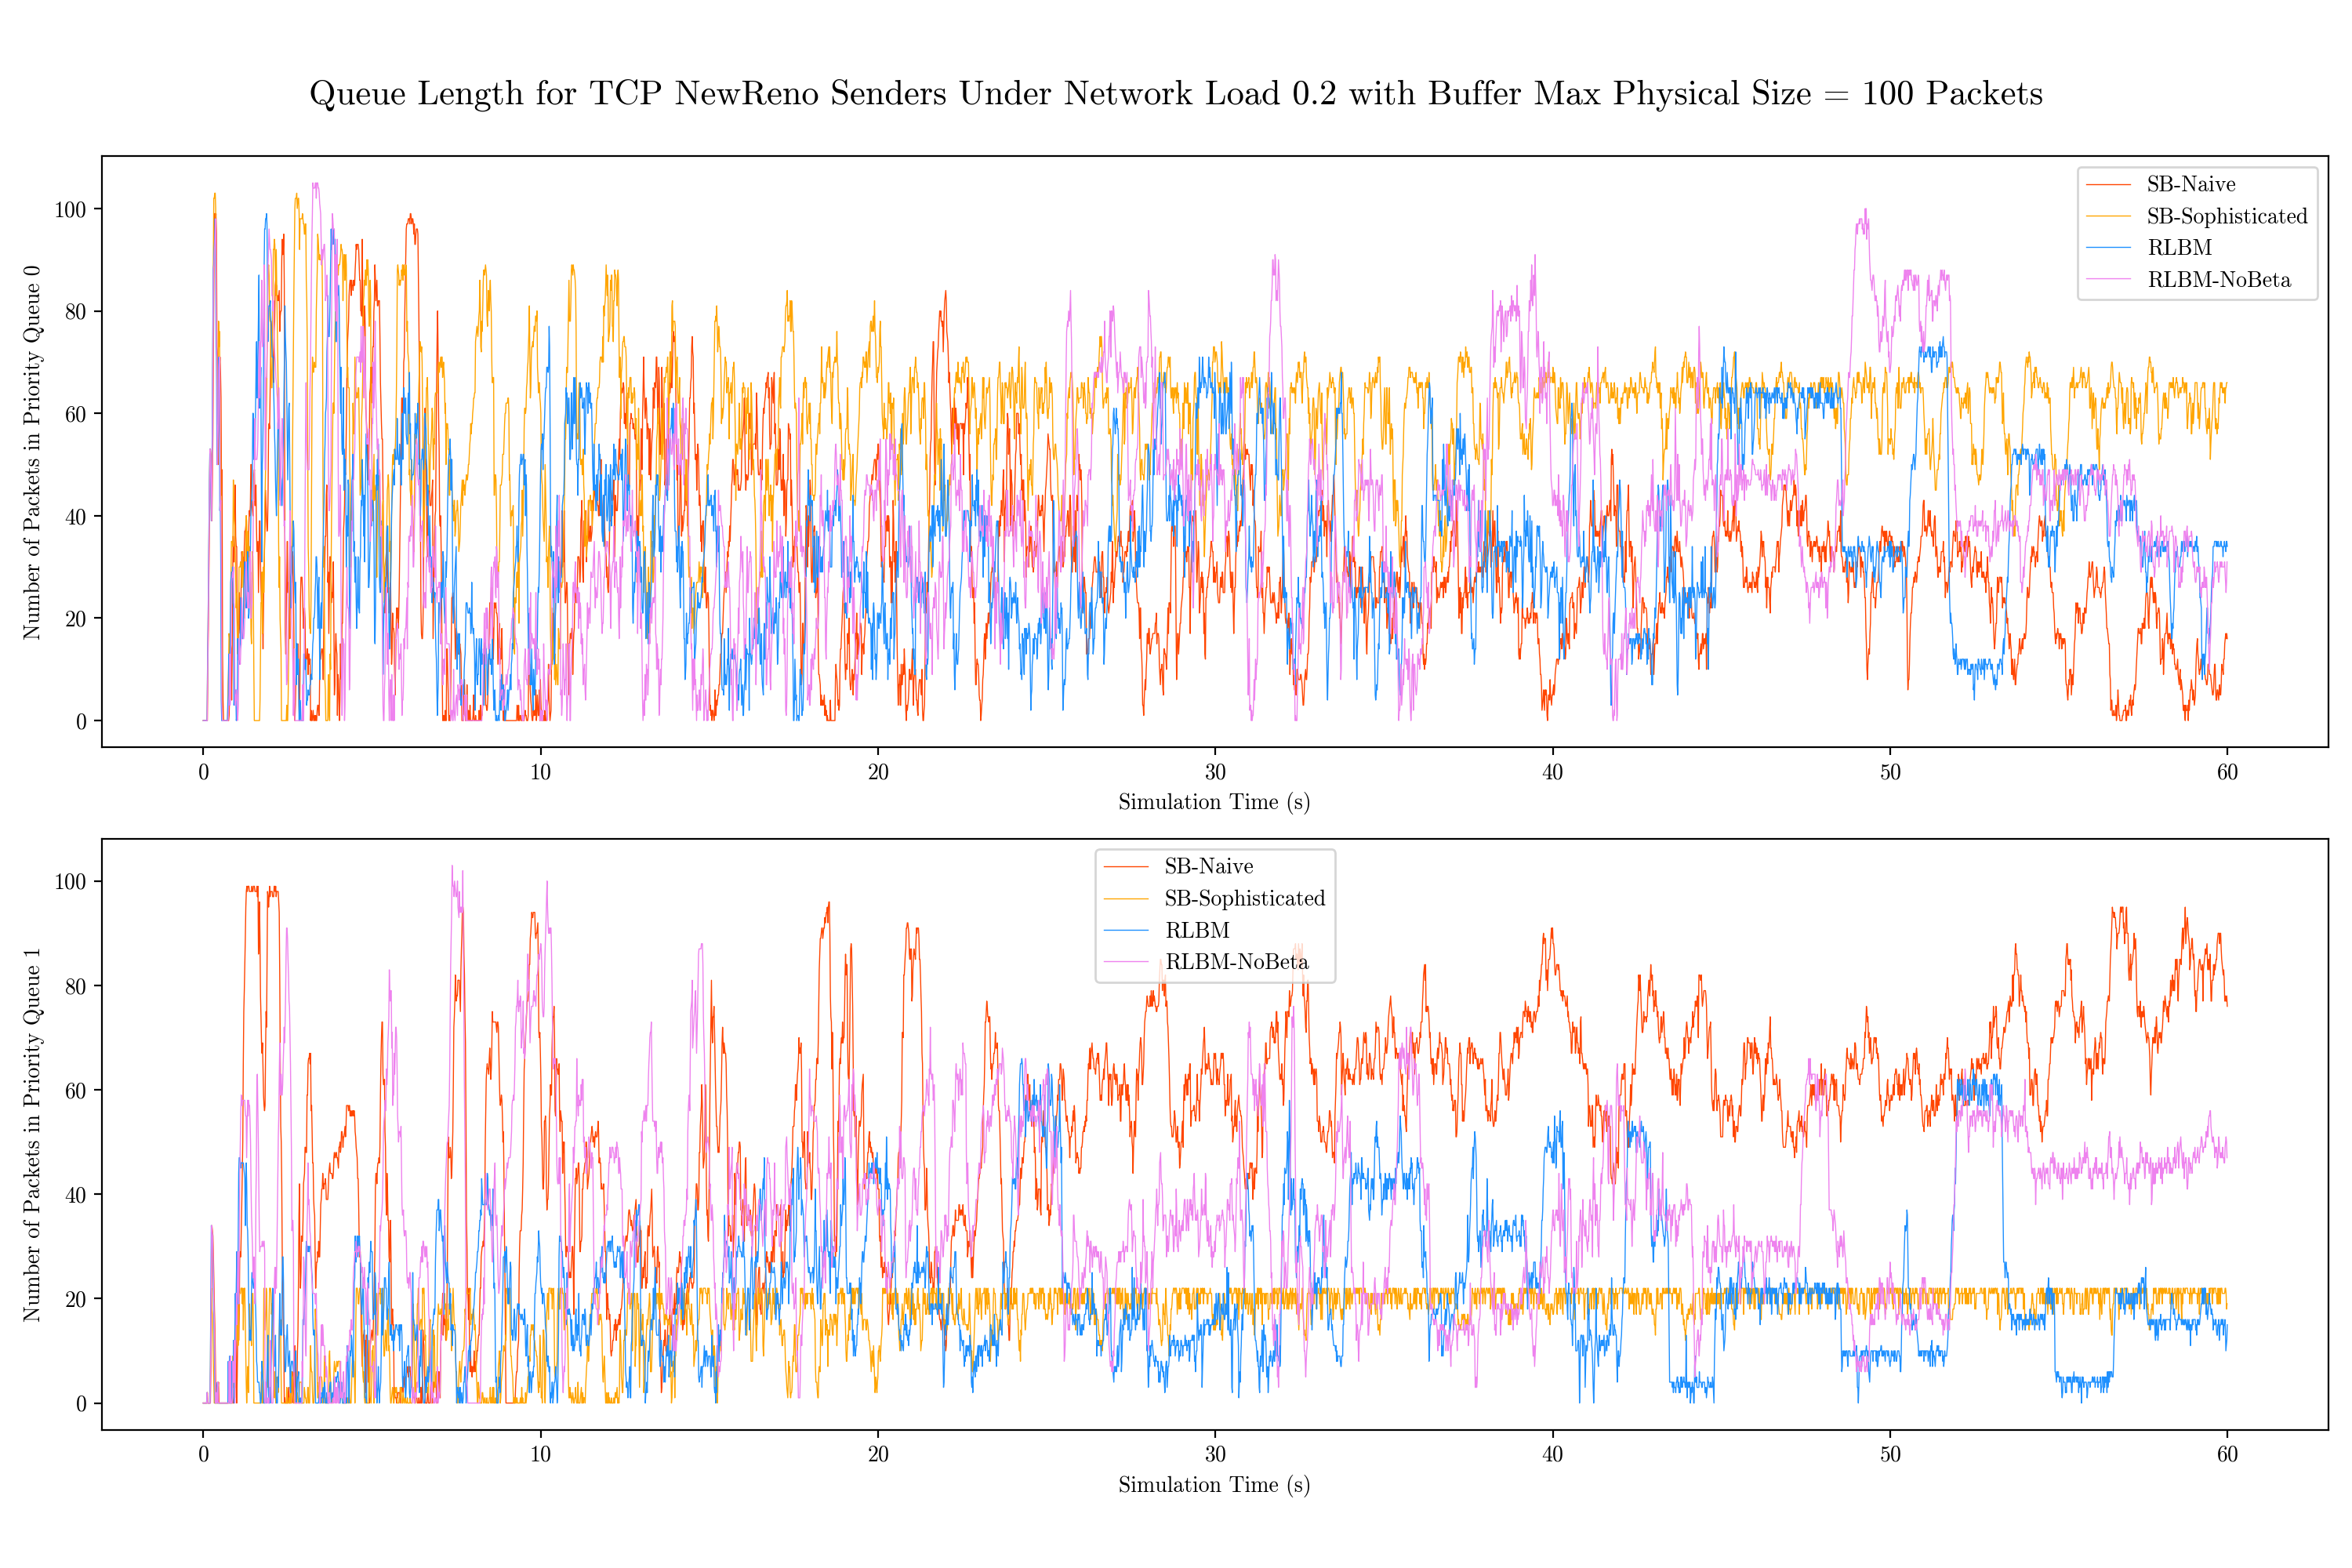 Queue Length for TCP NewReno Senders Under Network Load 0.2 with Buffer Max Physical Size = 100 Packets
Number of Packets in Priority Queue 0
100
80
60
40
20
0
SB-Naive
SB-Sophisticated
RLBM
RLBM-NoBeta
0 10 20 30 40 50 60
Simulation Time (s)
Number of Packets in Priority Queue 1
100
80
60
40
20
0
SB-Naive
SB-Sophisticated
RLBM
RLBM-NoBeta
0 10 20 30 40 50 60
Simulation Time (s)